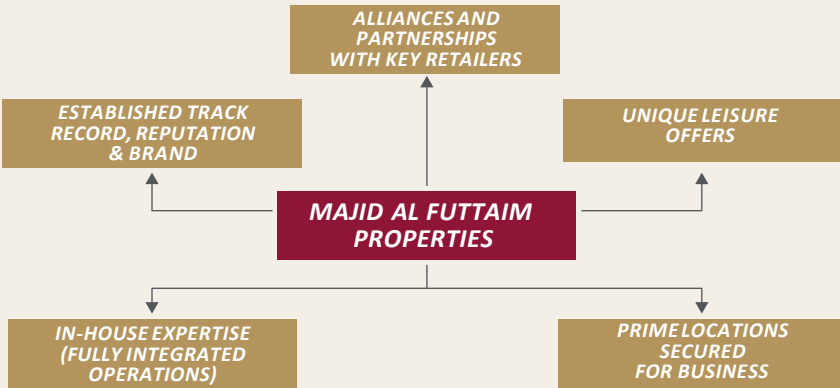 ALLIANCES AND
PARTNERSHIPS
WITH KEY RETAILERS
ESTABLISHED TRACK
RECORD, REPUTATION
& BRAND
UNIQUE LEISURE
OFFERS
MAJID AL FUTTAIM
PROPERTIES
IN-HOUSE EXPERTISE
(FULLY INTEGRATED
OPERATIONS)
PRIME LOCATIONS
SECURED
FOR BUSINESS